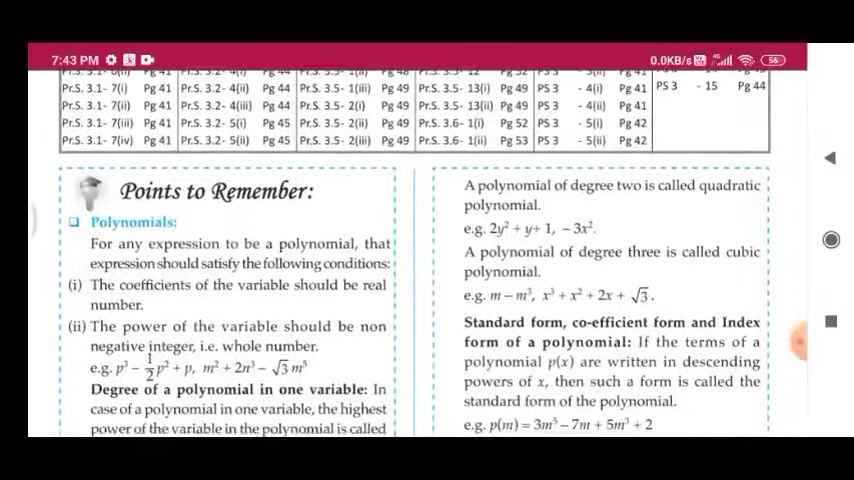 7:43 PM 0.0KB/s 4G 56
Pr.S. 3.1- 7(i) Pg 41 Pr.S. 3.2- 4(ii) Pg 44 Pr.S. 3.5- 1(iii) Pg 49 Pr.S. 3.5- 13(i) Pg 49 PS 3 - 4(i) Pg 41 PS 3 - 15 Pg 44
Pr.S. 3.1- 7(ii) Pg 41 Pr.S. 3.2- 4(iii) Pg 44 Pr.S. 3.5- 2(i) Pg 49 Pr.S. 3.5- 13(ii) Pg 49 PS 3 - 4(ii) Pg 41
Pr.S. 3.1- 7(iii) Pg 41 Pr.S. 3.2- 5(i) Pg 45 Pr.S. 3.5- 2(ii) Pg 49 Pr.S. 3.6- 1(i) Pg 52 PS 3 - 5(i) Pg 42
Pr.S. 3.1- 7(iv) Pg 41 Pr.S. 3.2- 5(ii) Pg 45 Pr.S. 3.5- 2(iii) Pg 49 Pr.S. 3.6- 1(ii) Pg 53 PS 3 - 5(ii) Pg 42
Points to Remember:
❑ Polynomials:
For any expression to be a polynomial, that
expression should satisfy the following conditions:
(i) The coefficients of the variable should be real
number.
(ii) The power of the variable should be non
negative integer, i.e. whole number.
e.g. p³ − 1/2 p² + p, m² + 2n³ − √3 m⁵
Degree of a polynomial in one variable: In
case of a polynomial in one variable, the highest
power of the variable in the polynomial is called
A polynomial of degree two is called quadratic
polynomial.
e.g. 2y² + y + 1, − 3x².
A polynomial of degree three is called cubic
polynomial.
e.g. m − m³, x³ + x² + 2x + √3.
Standard form, co-efficient form and Index
form of a polynomial: If the terms of a
polynomial p(x) are written in descending
powers of x, then such a form is called the
standard form of the polynomial.
e.g. p(m) = 3m⁵ − 7m + 5m³ + 2